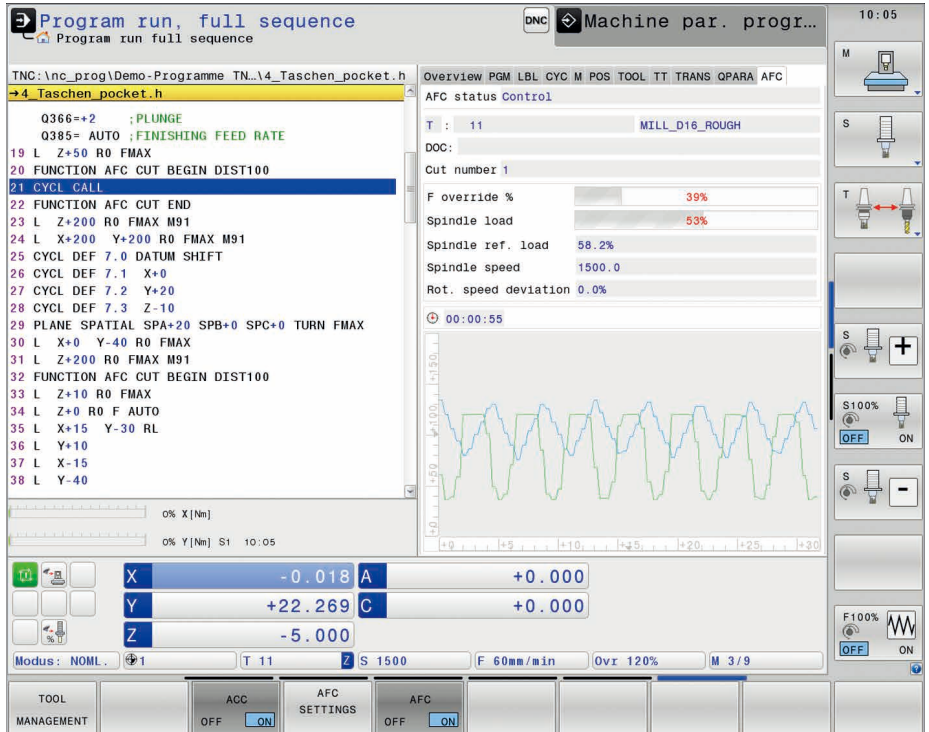 Program run, full sequence
Program run full sequence
DNC
Machine par. progr...
10:05
TNC:\nc_prog\Demo-Programme TN…\4_Taschen_pocket.h
→4_Taschen_pocket.h
Q366=+2 ;PLUNGE
Q385= AUTO ;FINISHING FEED RATE
19 L Z+50 R0 FMAX
20 FUNCTION AFC CUT BEGIN DIST100
21 CYCL CALL
22 FUNCTION AFC CUT END
23 L Z+200 R0 FMAX M91
24 L X+200 Y+200 R0 FMAX M91
25 CYCL DEF 7.0 DATUM SHIFT
26 CYCL DEF 7.1 X+0
27 CYCL DEF 7.2 Y+20
28 CYCL DEF 7.3 Z-10
29 PLANE SPATIAL SPA+20 SPB+0 SPC+0 TURN FMAX
30 L X+0 Y-40 R0 FMAX
31 L Z+200 R0 FMAX M91
32 FUNCTION AFC CUT BEGIN DIST100
33 L Z+10 R0 FMAX
34 L Z+0 R0 F AUTO
35 L X+15 Y-30 RL
36 L Y+10
37 L X-15
38 L Y-40
0% X[Nm]
0% Y[Nm] S1 10:05
Overview PGM LBL CYC M POS TOOL TT TRANS QPARA AFC
AFC status Control
T : 11 MILL_D16_ROUGH
DOC:
Cut number 1
F override % 39%
Spindle load 53%
Spindle ref. load 58.2%
Spindle speed 1500.0
Rot. speed deviation 0.0%
00:00:55
+150
+100
+50
+0
+0 +5 +10 +15 +20 +25 +30
X -0.018 A +0.000
Y +22.269 C +0.000
Z -5.000
%
Modus: NOML. 1 T 11 Z S 1500 F 60mm/min Ovr 120% M 3/9
TOOL MANAGEMENT
ACC
OFF ON
AFC
SETTINGS
AFC
OFF ON
M
S
T
S +
S100%
OFF ON
S -
F100%
OFF ON